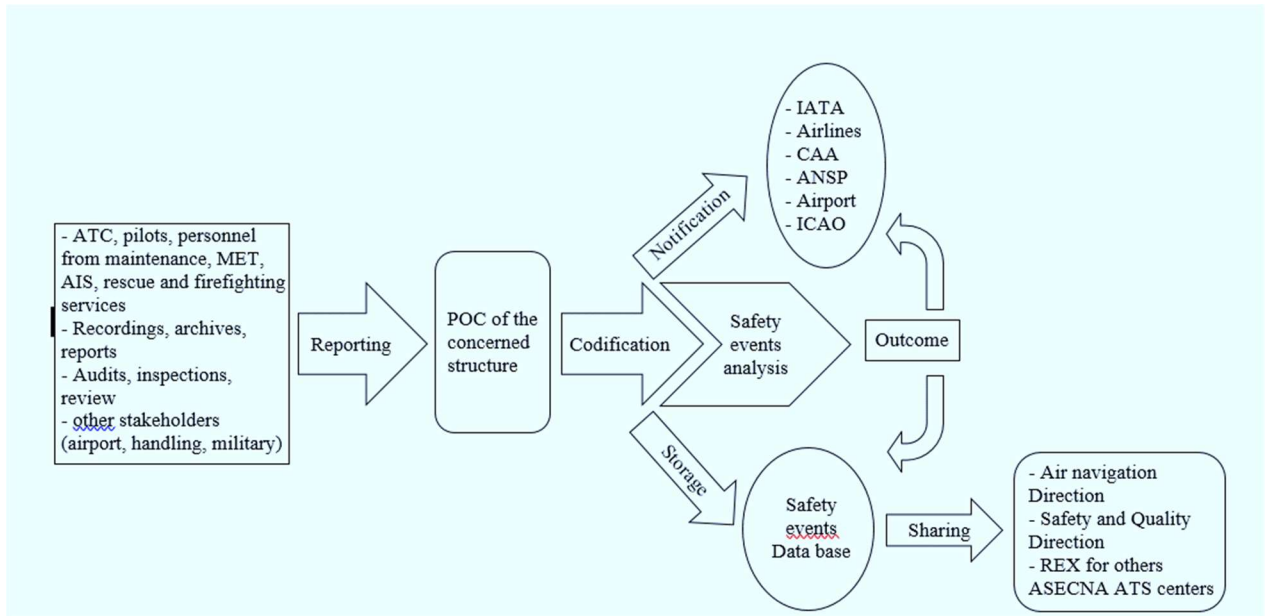 - ATC, pilots, personnel
from maintenance, MET,
AIS, rescue and firefighting
services
- Recordings, archives,
reports
- Audits, inspections,
review
- other stakeholders
(airport, handling, military)
Reporting
POC of the
concerned
structure
Codification
Notification
- IATA
- Airlines
- CAA
- ANSP
- Airport
- ICAO
Safety
events
analysis
Outcome
Storage
Safety
events
Data base
Sharing
- Air navigation
Direction
- Safety and Quality
Direction
- REX for others
ASECNA ATS centers